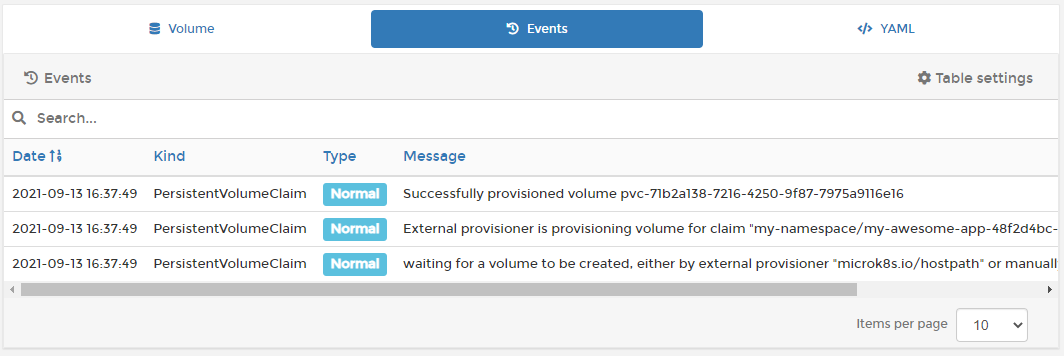 Volume Events YAML
Events Table settings
Search...
Date Kind Type Message
2021-09-13 16:37:49 PersistentVolumeClaim Normal Successfully provisioned volume pvc-71b2a138-7216-4250-9f87-7975a9116e16
2021-09-13 16:37:49 PersistentVolumeClaim Normal External provisioner is provisioning volume for claim "my-namespace/my-awesome-app-48f2d4bc-
2021-09-13 16:37:49 PersistentVolumeClaim Normal waiting for a volume to be created, either by external provisioner "microk8s.io/hostpath" or manuall
Items per page 10